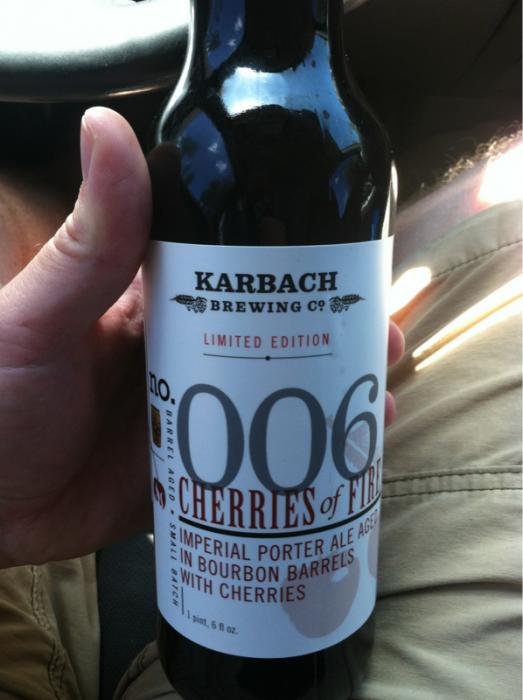 KARBACH
BREWING Cº
LIMITED EDITION
no. 006
CHERRIES of FIRE
IMPERIAL PORTER ALE AGED
IN BOURBON BARRELS
WITH CHERRIES
1 pint, 6 fl oz.
BARREL AGED • SMALL BATCH